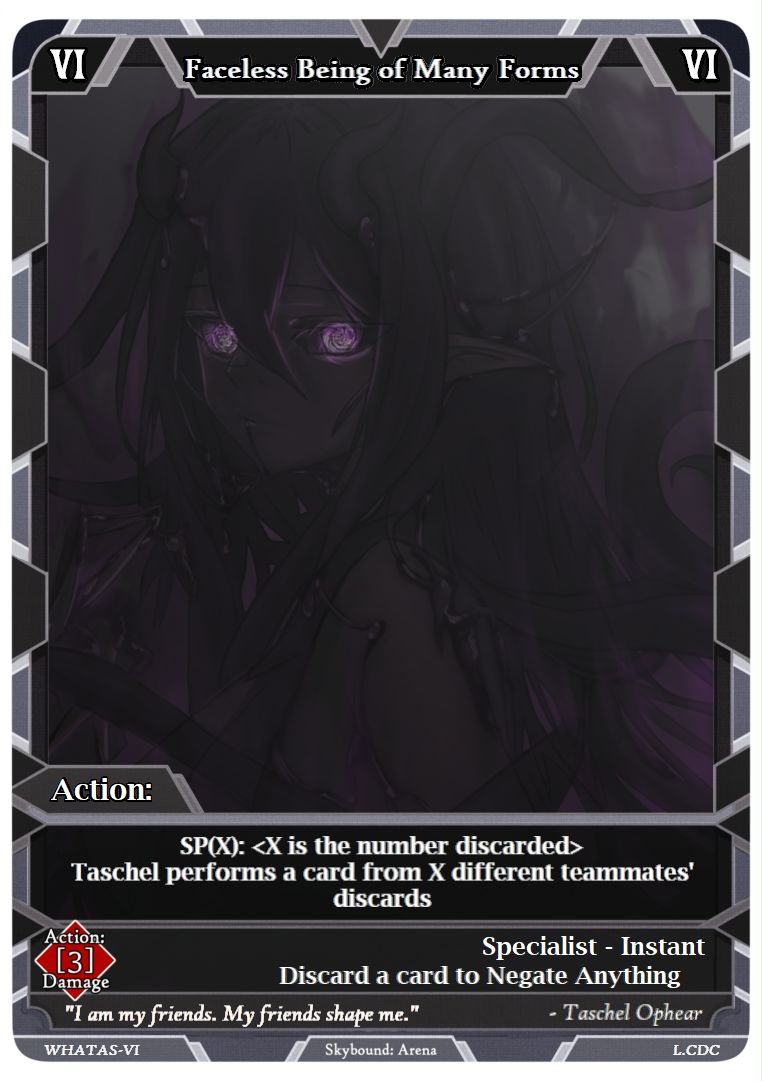 VI
Faceless Being of Many Forms
VI
Action:
SP(X): <X is the number discarded>
Taschel performs a card from X different teammates'
discards
Action:
[3]
Damage
Specialist - Instant
Discard a card to Negate Anything
"I am my friends. My friends shape me."
- Taschel Ophear
WHATAS-VI
Skybound: Arena
L.CDC